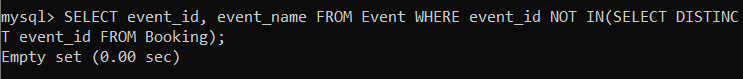 mysql> SELECT event_id, event_name FROM Event WHERE event_id NOT IN(SELECT DISTINC
T event_id FROM Booking);
Empty set (0.00 sec)